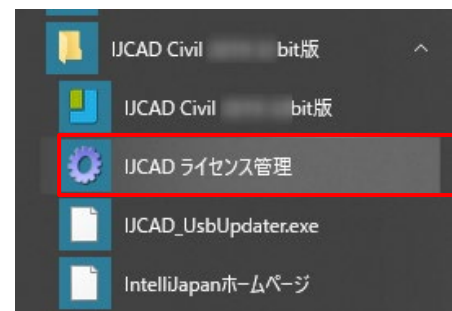 IJCAD Civil bit版
IJCAD Civil bit版
IJCAD ライセンス管理
IJCAD_UsbUpdater.exe
IntelliJapanホームページ